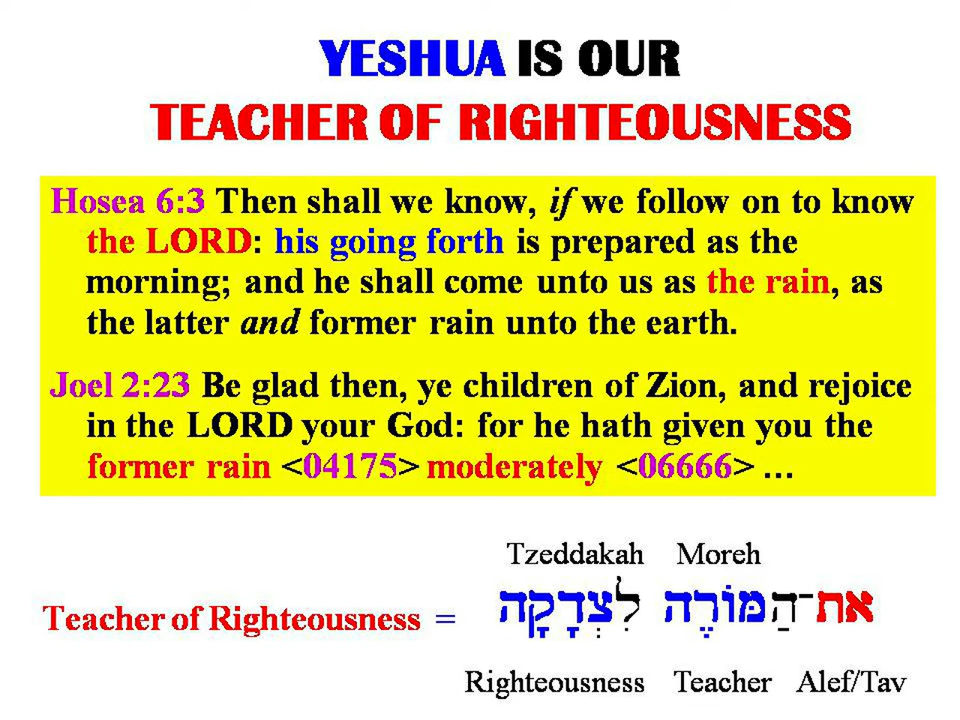 YESHUA IS OUR
TEACHER OF RIGHTEOUSNESS
Hosea 6:3 Then shall we know, if we follow on to know
the LORD: his going forth is prepared as the
morning; and he shall come unto us as the rain, as
the latter and former rain unto the earth.
Joel 2:23 Be glad then, ye children of Zion, and rejoice
in the LORD your God: for he hath given you the
former rain <04175> moderately <06666> ...
Tzeddakah Moreh
Teacher of Righteousness = את־הַמּוֹרֶה לִצְדָקָה
Righteousness Teacher Alef/Tav